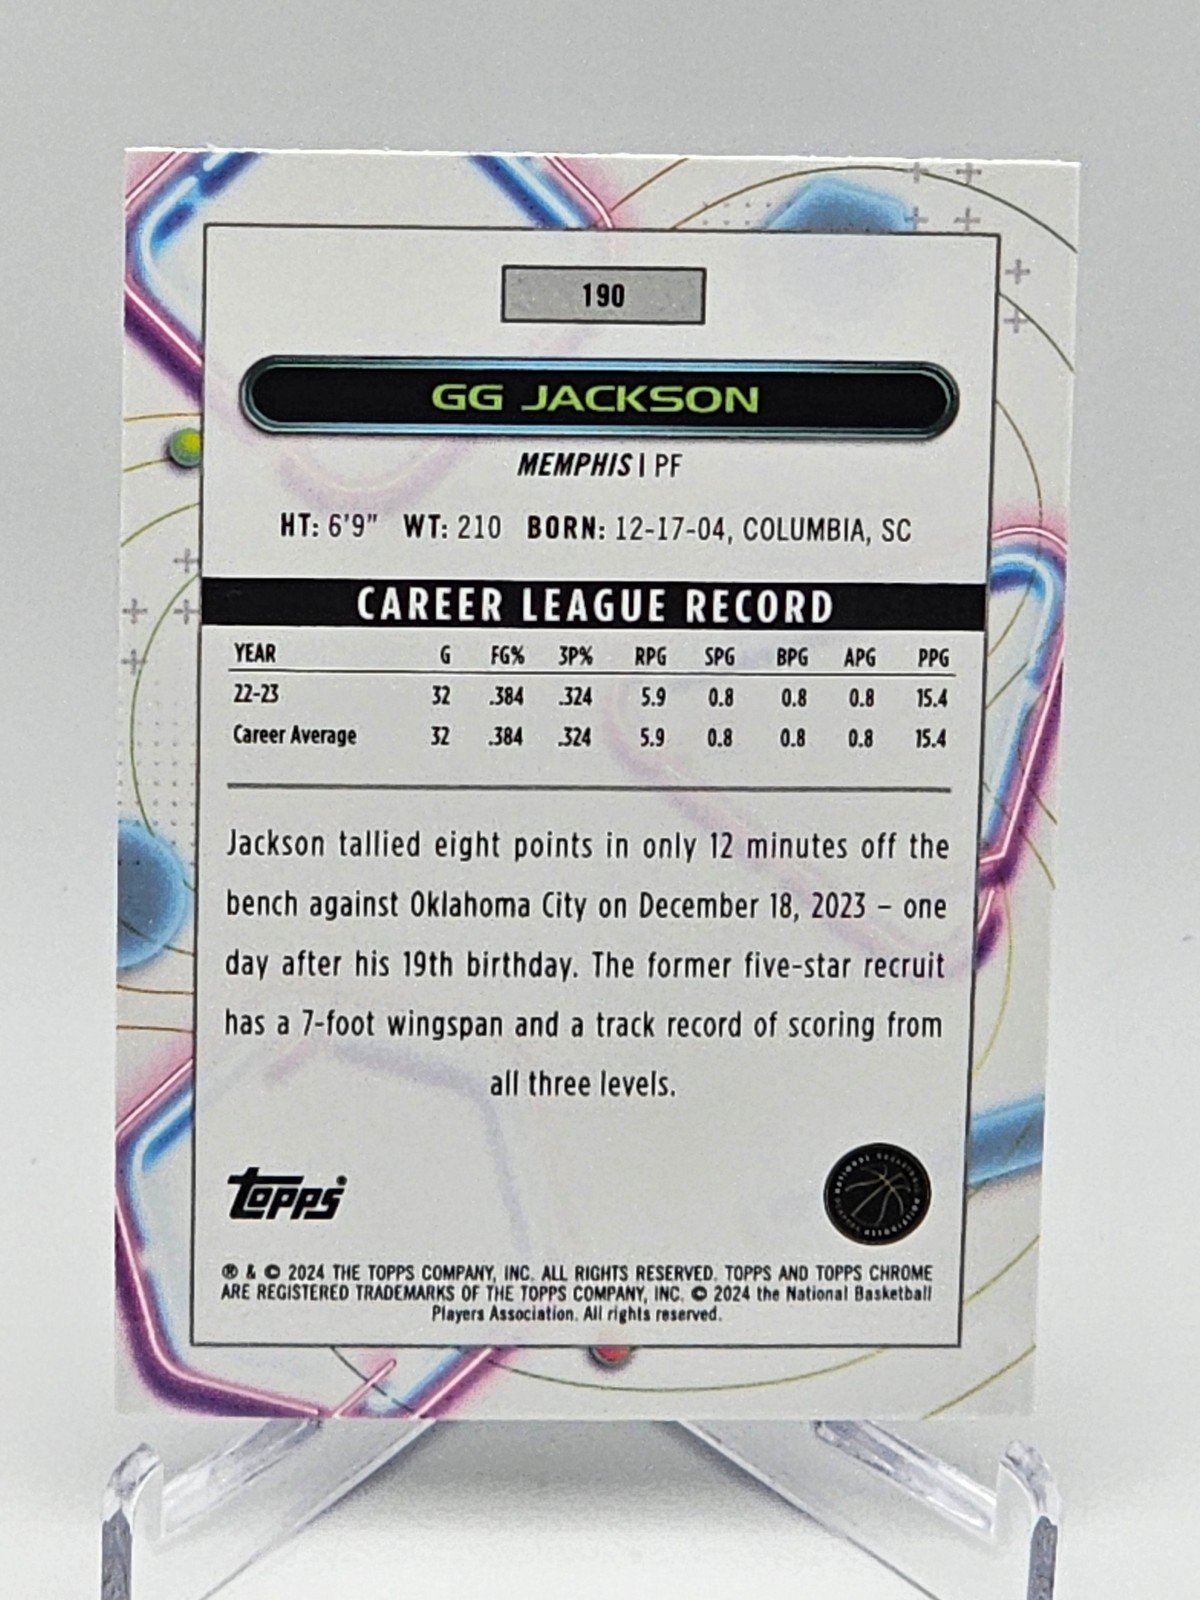 190
GG JACKSON
MEMPHIS | PF
HT: 6'9" WT: 210 BORN: 12-17-04, COLUMBIA, SC
CAREER LEAGUE RECORD
YEAR G FG% 3P% RPG SPG BPG APG PPG
22-23 32 .384 .324 5.9 0.8 0.8 0.8 15.4
Career Average 32 .384 .324 5.9 0.8 0.8 0.8 15.4
Jackson tallied eight points in only 12 minutes off the
bench against Oklahoma City on December 18, 2023 – one
day after his 19th birthday. The former five-star recruit
has a 7-foot wingspan and a track record of scoring from
all three levels.
Topps
NATIONAL BASKETBALL PLAYERS ASSOCIATION
® & © 2024 THE TOPPS COMPANY, INC. ALL RIGHTS RESERVED. TOPPS AND TOPPS CHROME
ARE REGISTERED TRADEMARKS OF THE TOPPS COMPANY, INC. © 2024 the National Basketball
Players Association. All rights reserved.